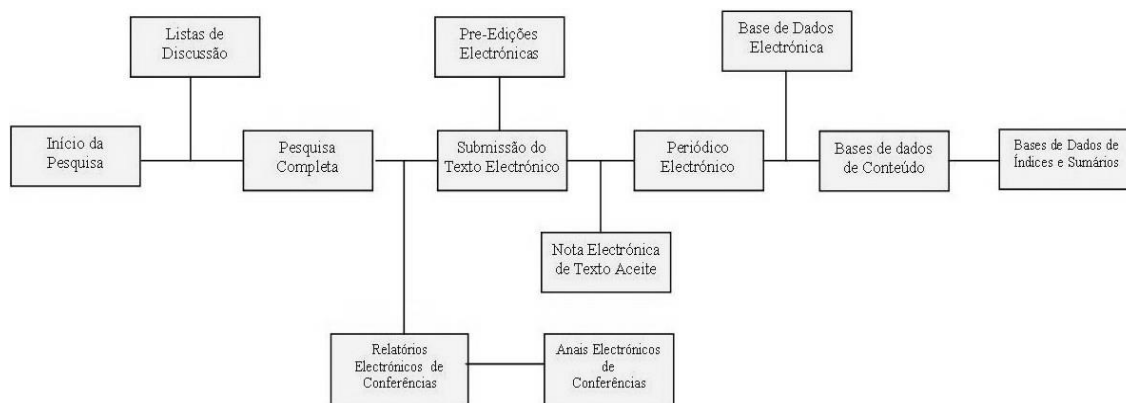 Listas de
Discussão
Pre-Edições
Electrónicas
Base de Dados
Electrónica
Início da
Pesquisa
Pesquisa
Completa
Submissão do
Texto Electrónico
Periódico
Electrónico
Bases de dados
de Conteúdo
Bases de Dados de
Índices e Sumários
Nota Electrónica
de Texto Aceite
Relatórios
Electrónicos de
Conferências
Anais Electrónicos
de
Conferências